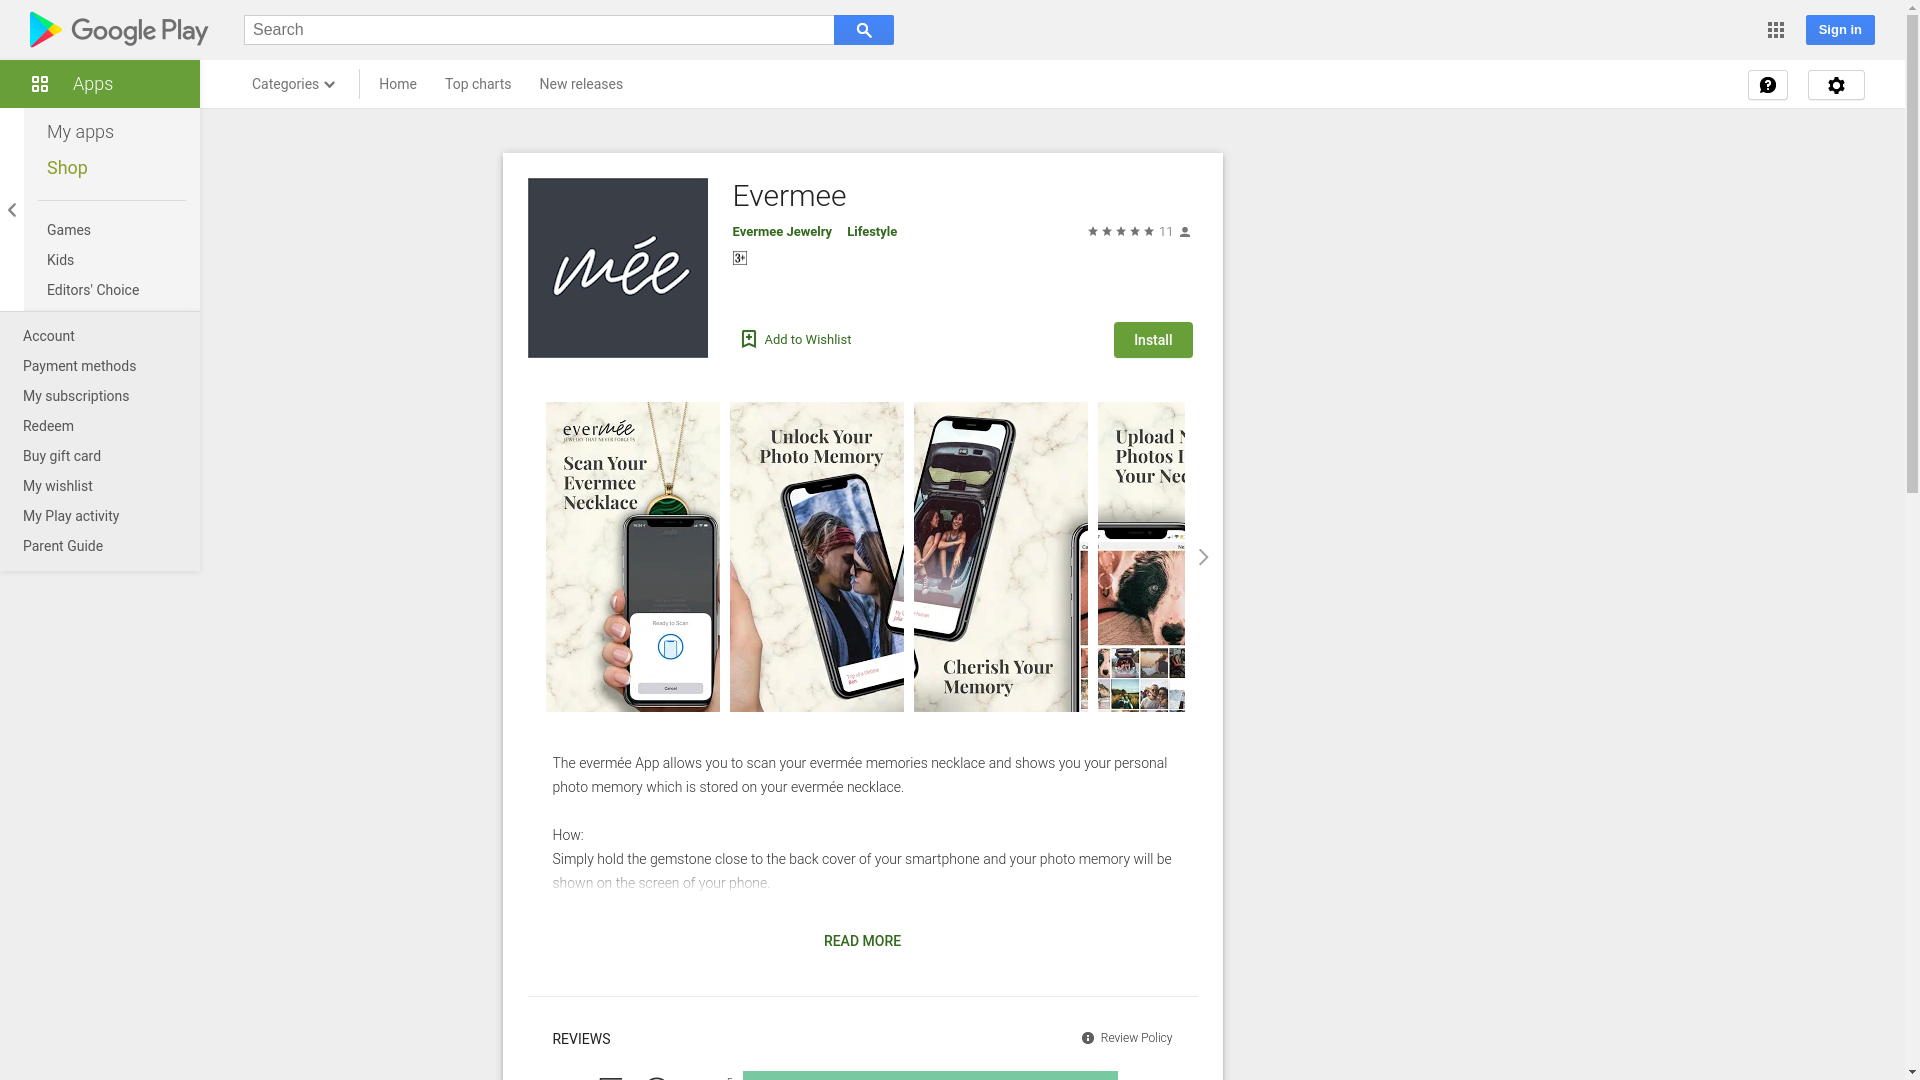 Google Play
Search
Sign in
Apps
Categories
Home
Top charts
New releases
My apps
Shop
Games
Kids
Editors' Choice
Account
Payment methods
My subscriptions
Redeem
Buy gift card
My wishlist
My Play activity
Parent Guide
mée
Evermee
Evermee Jewelry
Lifestyle
11
3+
Add to Wishlist
Install
evermée
JEWELRY THAT NEVER FORGETS
Scan Your
Evermee
Necklace
Ready to Scan
Cancel
Unlock Your
Photo Memory
Cherish Your
Memory
Upload
Photos
Your
The evermée App allows you to scan your evermée memories necklace and shows you your personal
photo memory which is stored on your evermée necklace.
How:
Simply hold the gemstone close to the back cover of your smartphone and your photo memory will be
shown on the screen of your phone.
READ MORE
REVIEWS
Review Policy